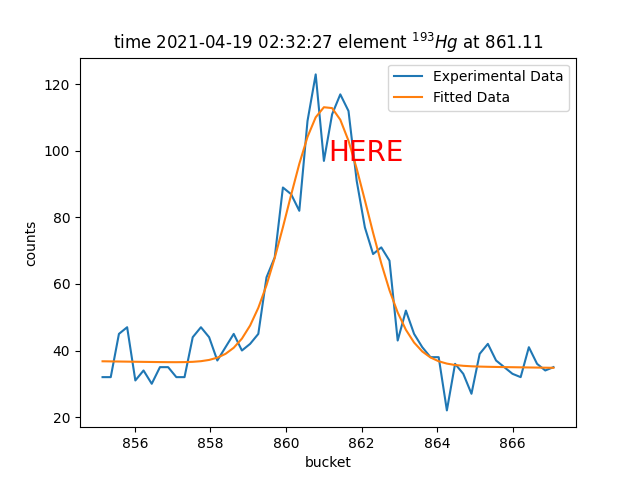 time 2021-04-19 02:32:27 element ¹⁹³Hg at 861.11
Experimental Data
Fitted Data
HERE
counts
120
100
80
60
40
20
856 858 860 862 864 866
bucket